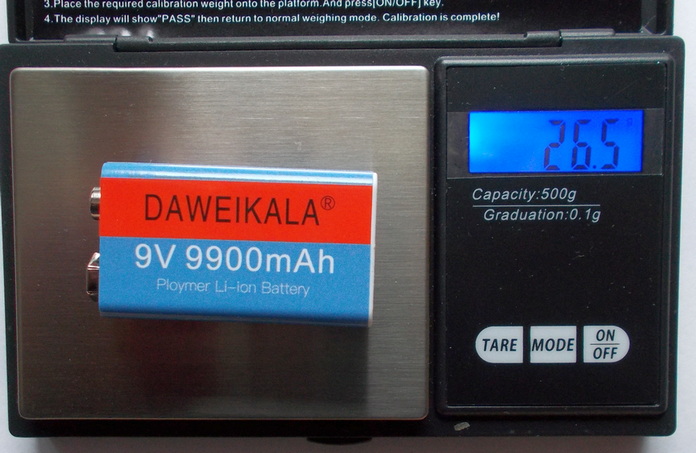 3.Place the required calibration weight onto the platform.And press[ON/OFF] key.
4.The display will show"PASS" then return to normal weighing mode. Calibration is complete!
DAWEIKALA®
9V 9900mAh
Ploymer Li-ion Battery
26.5
Capacity:500g
Graduation:0.1g
TARE
MODE
ON
OFF